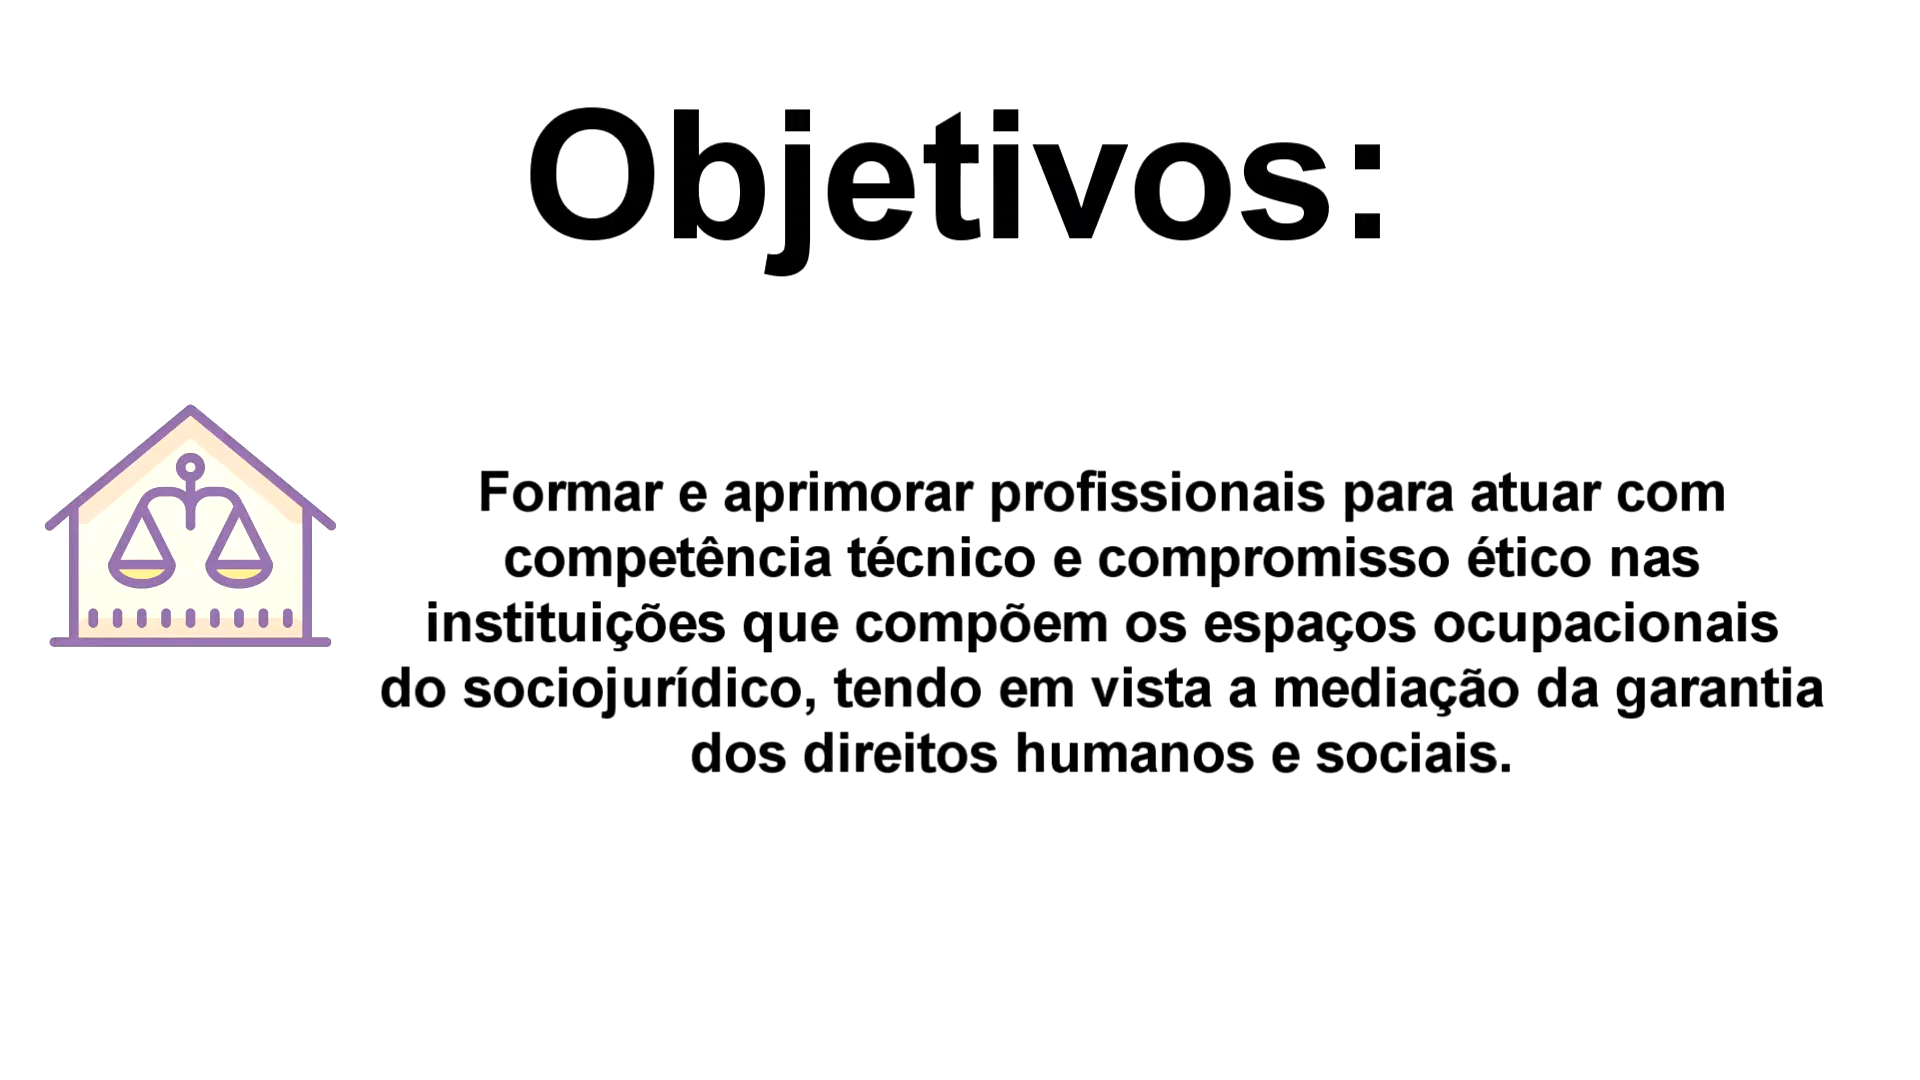 Objetivos:
Formar e aprimorar profissionais para atuar com
competência técnico e compromisso ético nas
instituições que compõem os espaços ocupacionais
do sociojurídico, tendo em vista a mediação da garantia
dos direitos humanos e sociais.